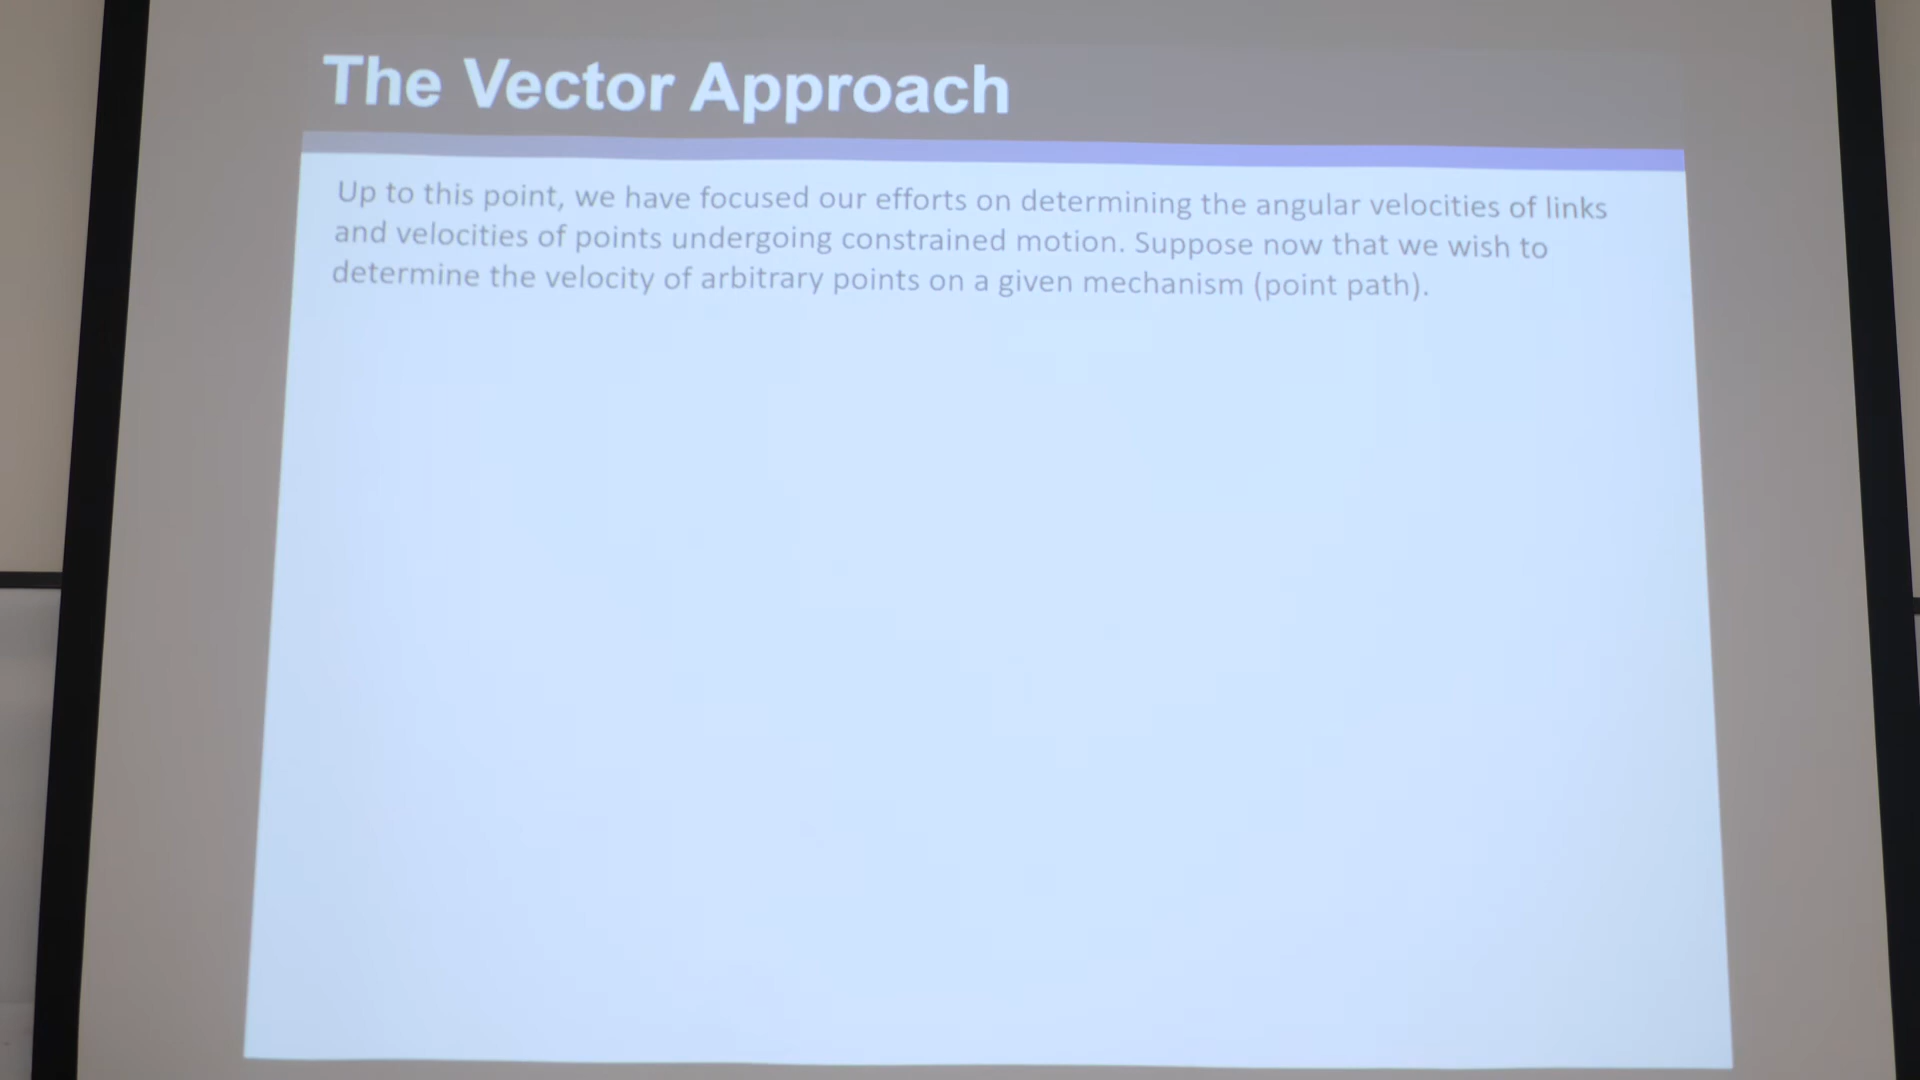 The Vector Approach
Up to this point, we have focused our efforts on determining the angular velocities of links
and velocities of points undergoing constrained motion. Suppose now that we wish to
determine the velocity of arbitrary points on a given mechanism (point path).